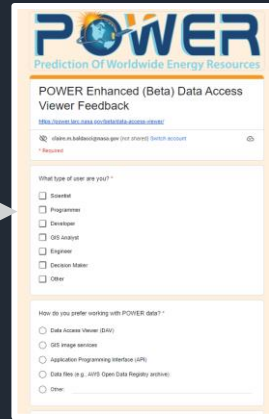 POWER
Prediction Of Worldwide Energy Resources
POWER Enhanced (Beta) Data Access
Viewer Feedback
https://power.larc.nasa.gov/beta/data-access-viewer/
(not shared) Switch account
* Required
What type of user are you? *
Scientist
Programmer
Developer
GIS Analyst
Engineer
Decision Maker
Other
How do you prefer working with POWER data? *
Data Access Viewer (DAV)
GIS image services
Application Programming Interface (API)
Data files (e.g., AWS Open Data Registry archive)
Other: